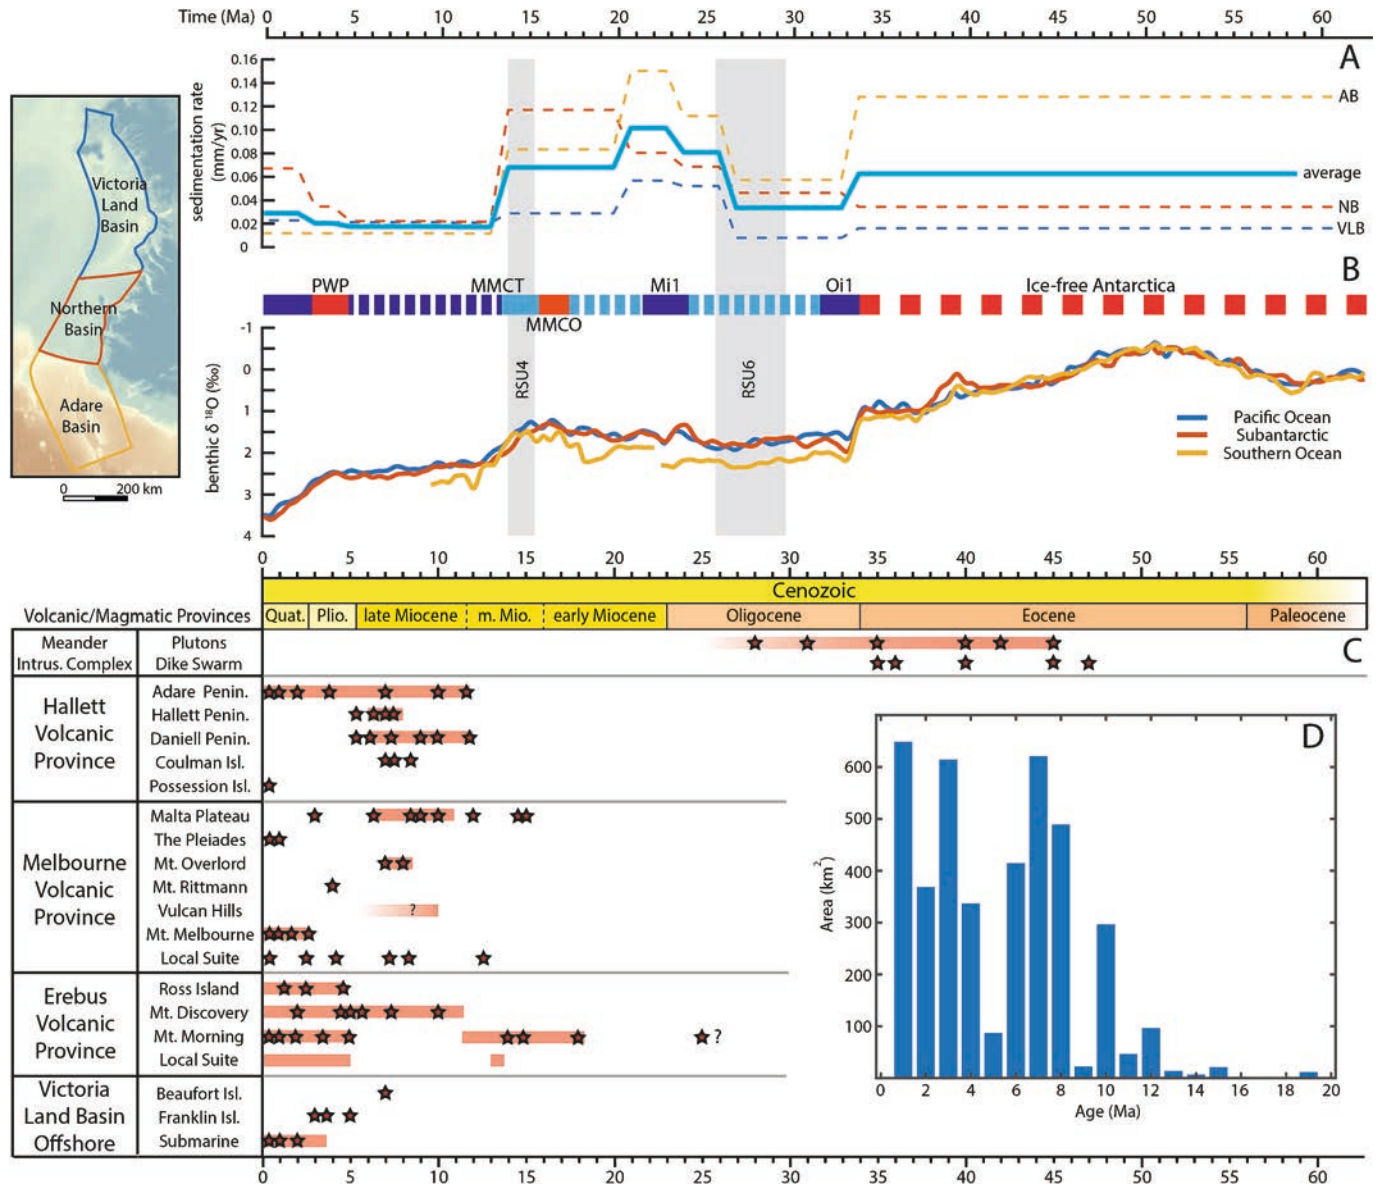 Time (Ma) 0 5 10 15 20 25 30 35 40 45 50 55 60
A
sedimentation rate
(mm/yr)
0.16
0.12
0.10
0.08
0.06
0.04
0.02
0
AB
average
NB
VLB
Victoria
Land
Basin
Northern
Basin
Adare
Basin
0 200 km
B
PWP MMCT Mi1 Oi1 Ice-free Antarctica
MMCO
RSU4
RSU6
benthic δ ¹⁸O (‰)
-1
0
1
2
3
4
Pacific Ocean
Subantarctic
Southern Ocean
0 5 10 15 20 25 30 35 40 45 50 55 60
Cenozoic
Volcanic/Magmatic Provinces Quat. Plio. late Miocene m. Mio. early Miocene Oligocene Eocene Paleocene
C
Meander
Intrus. Complex
Plutons
Dike Swarm
Hallett
Volcanic
Province
Adare Penin.
Hallett Penin.
Daniell Penin.
Coulman Isl.
Possession Isl.
Melbourne
Volcanic
Province
Malta Plateau
The Pleiades
Mt. Overlord
Mt. Rittmann
Vulcan Hills ?
Mt. Melbourne
Local Suite
Erebus
Volcanic
Province
Ross Island
Mt. Discovery
Mt. Morning ?
Local Suite
Victoria
Land Basin
Offshore
Beaufort Isl.
Franklin Isl.
Submarine
0 5 10 15 20 25 30 35 40 45 50 55 60
D
Area (km²)
600
500
400
300
200
100
0 2 4 6 8 10 12 14 16 18 20
Age (Ma)